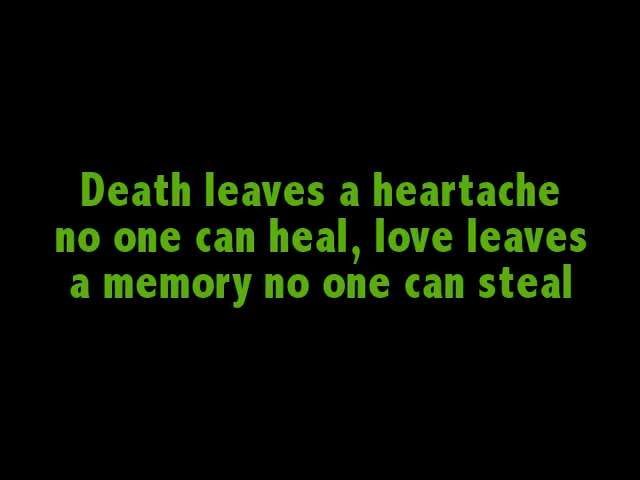 Death leaves a heartache
no one can heal, love leaves
a memory no one can steal